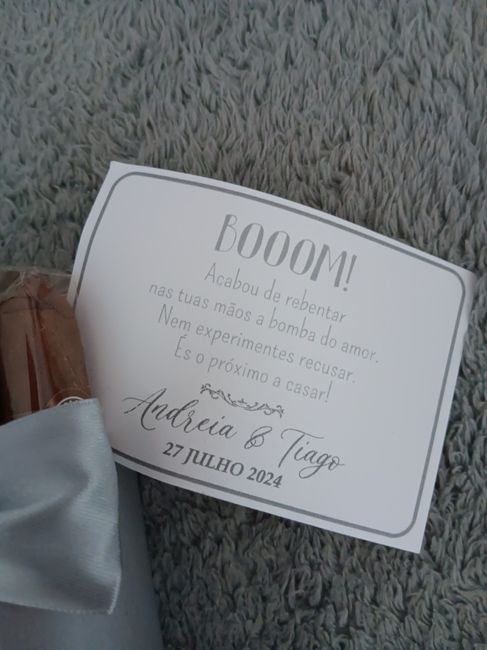 BOOOM!
Acabou de rebentar
nas tuas mãos a bomba do amor.
Nem experimentes recusar.
És o próximo a casar!
Andreia & Tiago
27 JULHO 2024